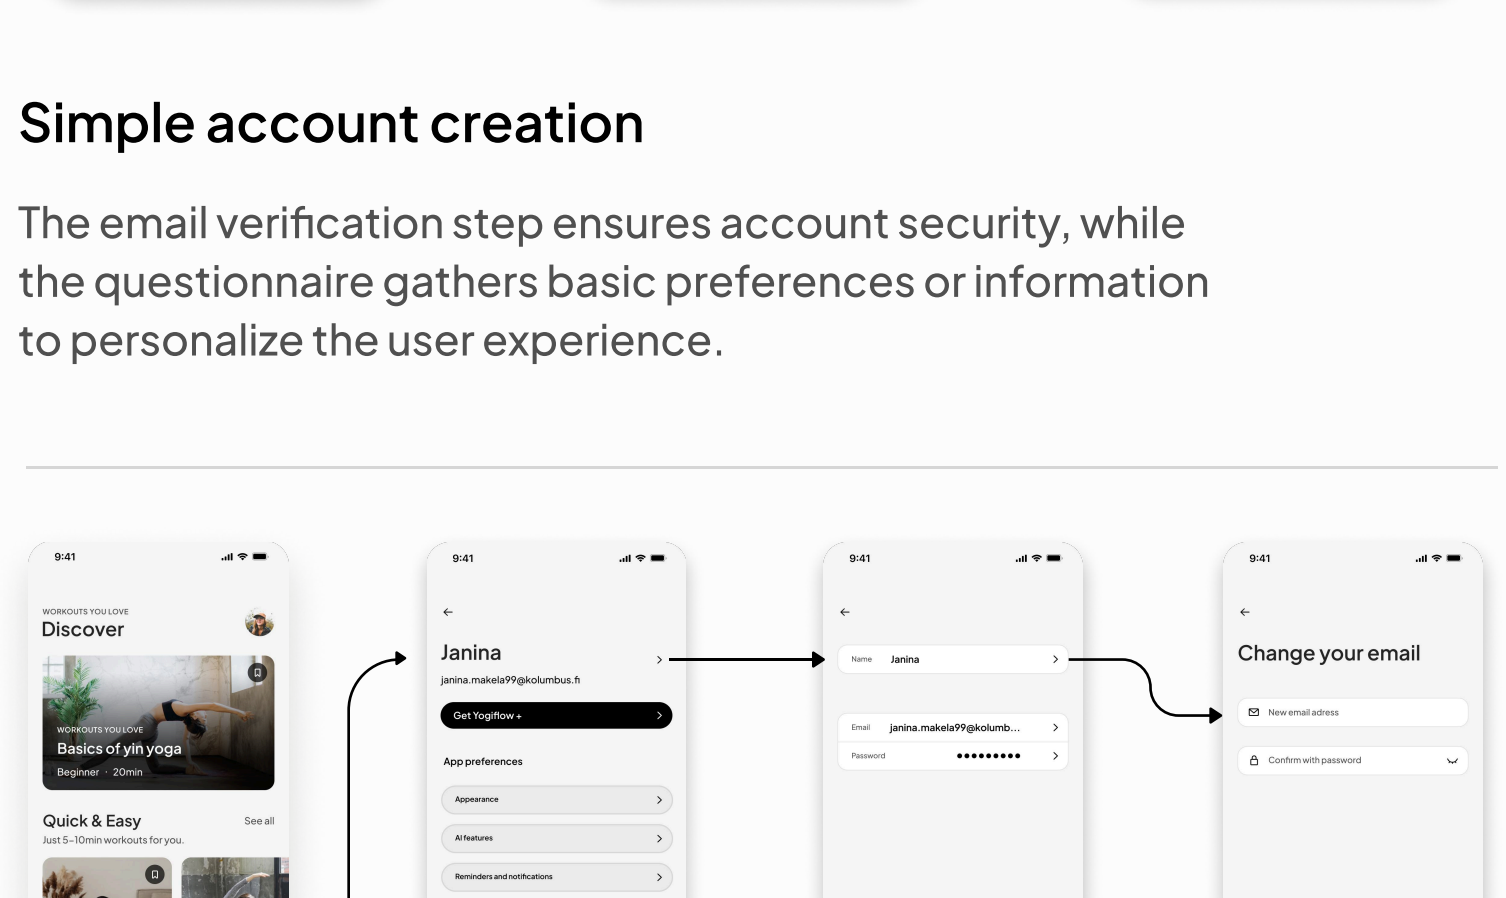 Simple account creation
The email verification step ensures account security, while
the questionnaire gathers basic preferences or information
to personalize the user experience.
9:41
WORKOUTS YOU LOVE
Discover
WORKOUTS YOU LOVE
Basics of yin yoga
Beginner · 20min
Quick & Easy
See all
Just 5–10min workouts for you.
9:41
Janina
janina.makela99@kolumbus.fi
Get Yogiflow +
App preferences
Appearance
AI features
Reminders and notifications
9:41
Name Janina
Email janina.makela99@kolumb...
Password ●●●●●●●●●
9:41
Change your email
New email adress
Confirm with password